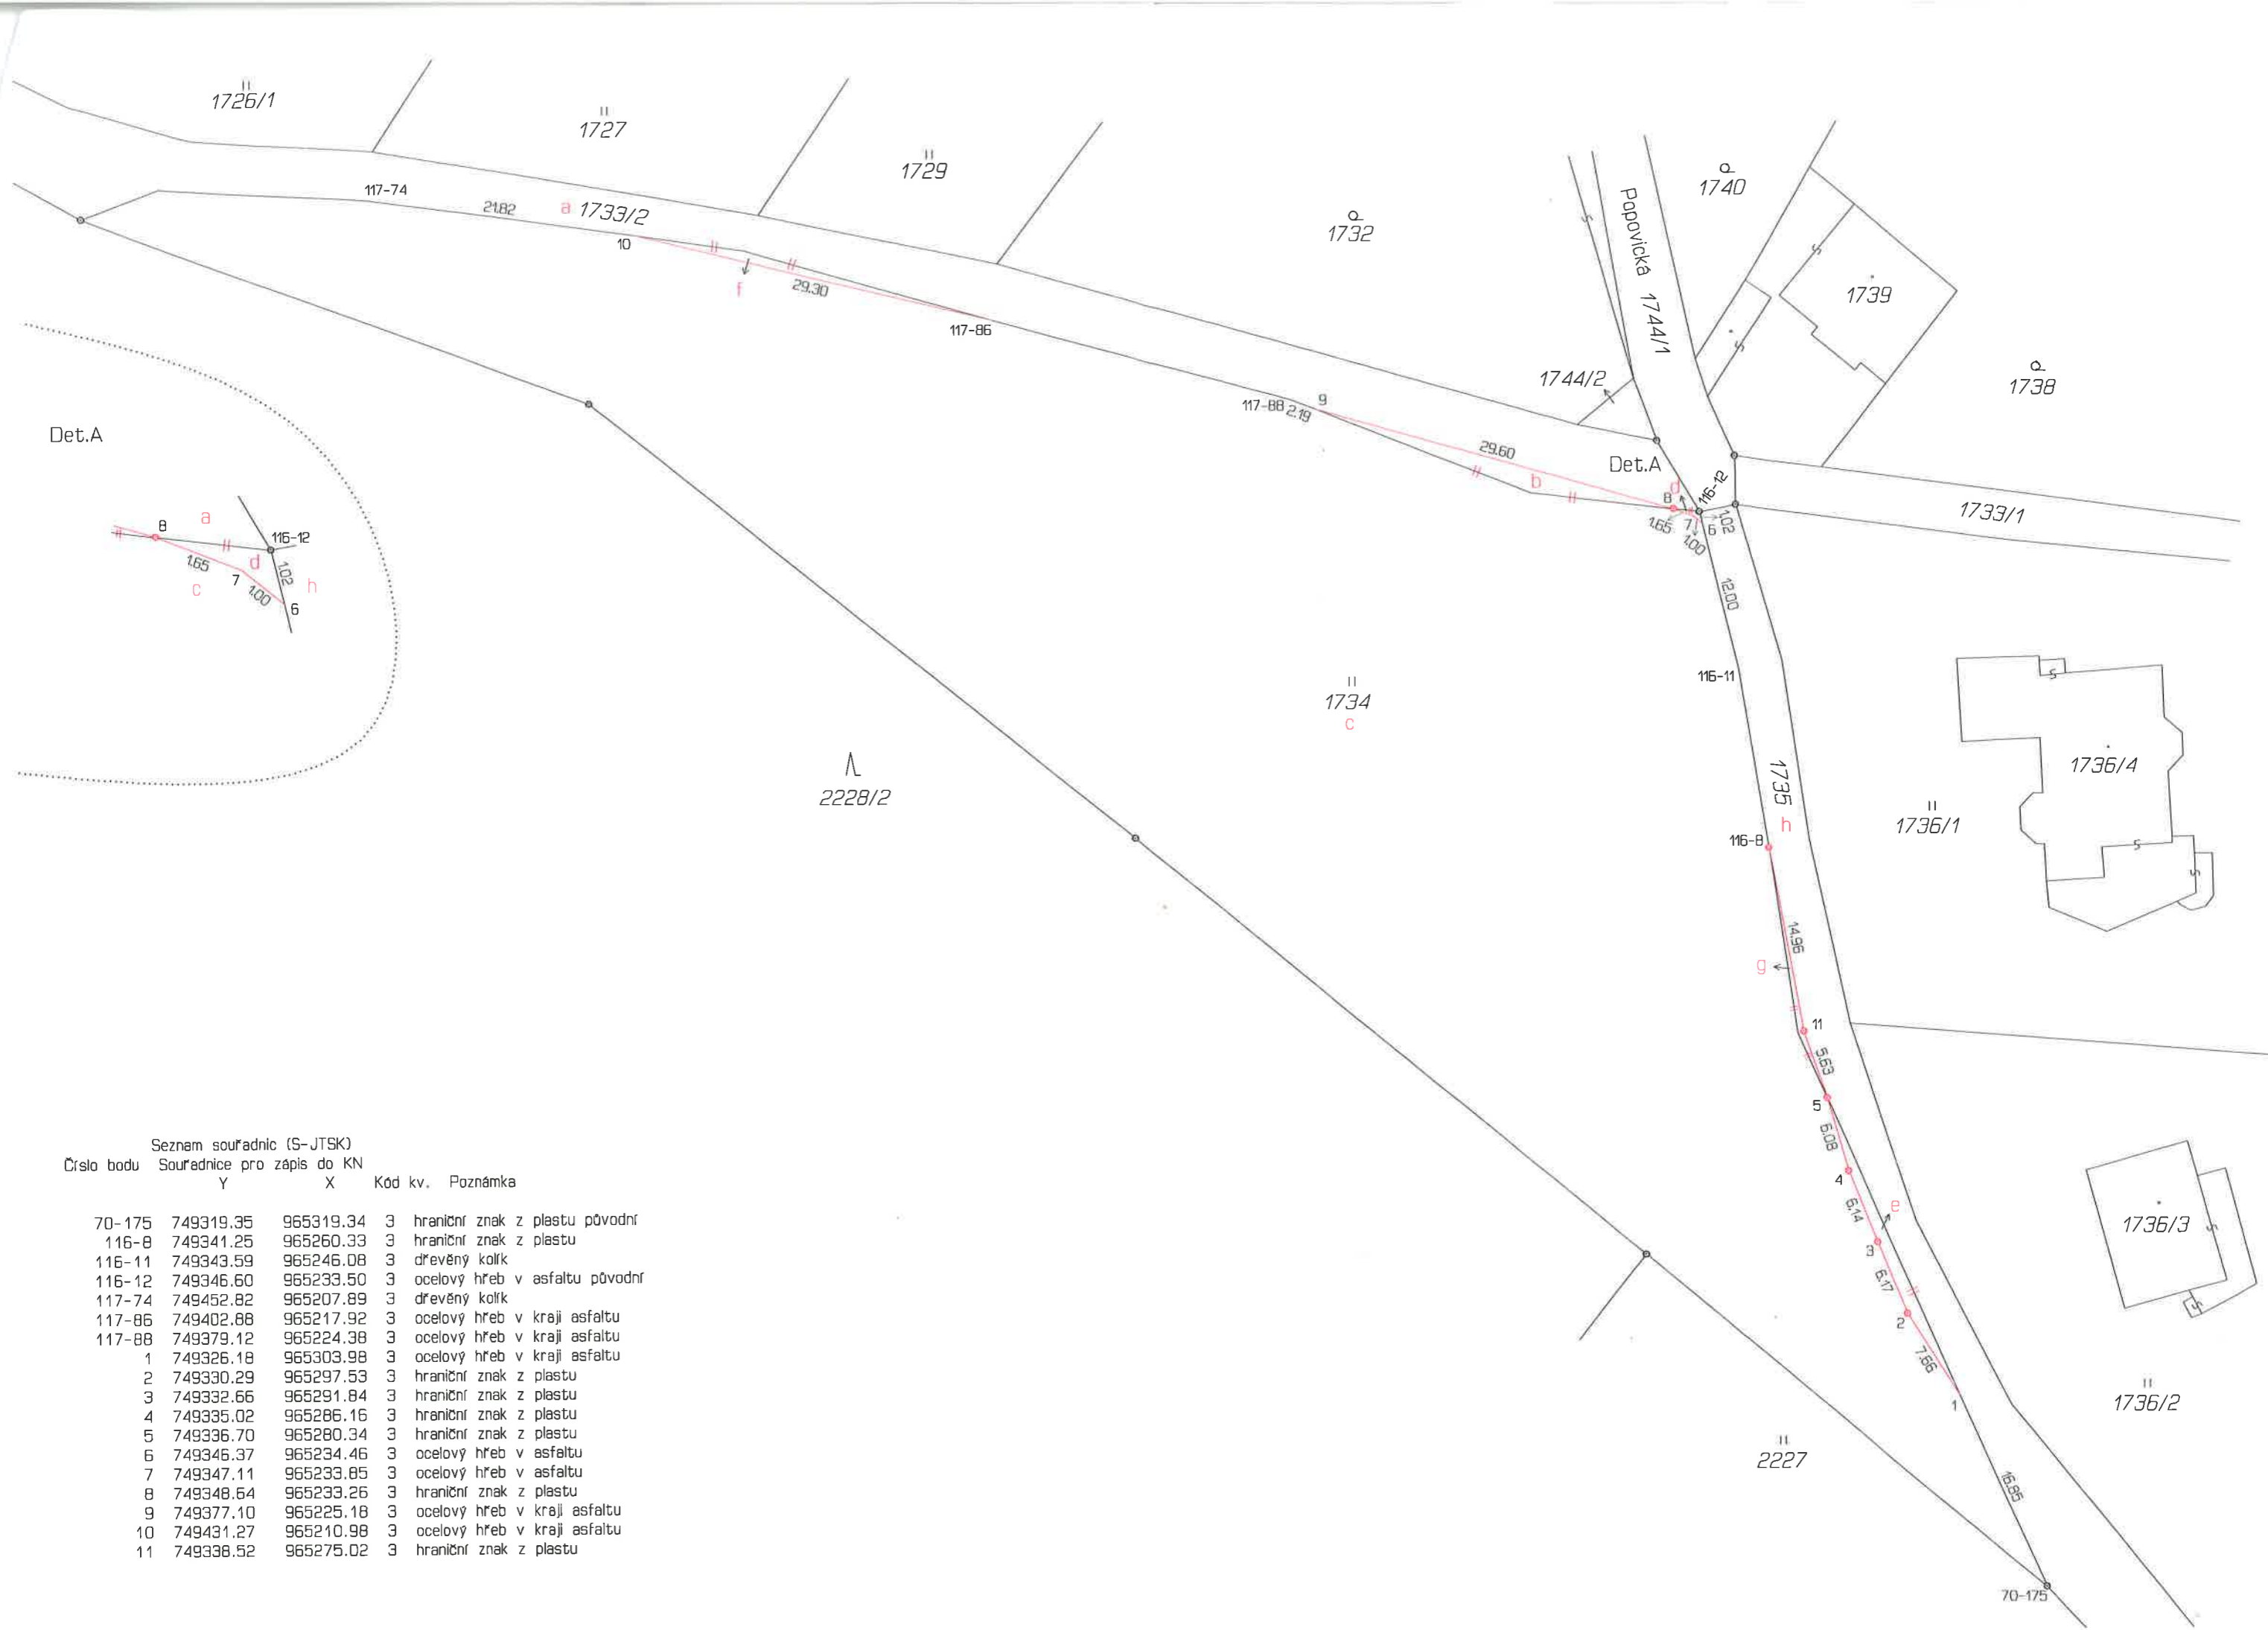 1726/1
1727
1729
1732
1740
1739
1738
Popovická 1744/1
1744/2
117-74
21.82
a 1733/2
10
f
29.30
117-86
117-88
2.19
9
29.60
b
Det.A
d
8
116-12
1.65
7
6
1.02
1.00
1733/1
12.00
116-11
Det.A
a
8
116-12
1.65
d
1.02
h
c
7
1.00
6
1734
c
2228/2
1735
h
116-8
1736/1
1736/4
14.96
g
11
5.63
5
6.08
4
e
6.14
3
6.17
2
7.66
1
1736/3
1736/2
2227
16.85
70-175
Seznam souřadnic (S-JTSK)
Číslo bodu Souřadnice pro zápis do KN
Y X Kód kv. Poznámka
70-175 749319.35 965319.34 3 hraniční znak z plastu původní
116-8 749341.25 965260.33 3 hraniční znak z plastu
116-11 749343.59 965246.08 3 dřevěný kolík
116-12 749346.60 965233.50 3 ocelový hřeb v asfaltu původní
117-74 749452.82 965207.89 3 dřevěný kolík
117-86 749402.88 965217.92 3 ocelový hřeb v kraji asfaltu
117-88 749379.12 965224.38 3 ocelový hřeb v kraji asfaltu
1 749326.18 965303.98 3 ocelový hřeb v kraji asfaltu
2 749330.29 965297.53 3 hraniční znak z plastu
3 749332.66 965291.84 3 hraniční znak z plastu
4 749335.02 965286.16 3 hraniční znak z plastu
5 749336.70 965280.34 3 hraniční znak z plastu
6 749346.37 965234.46 3 ocelový hřeb v asfaltu
7 749347.11 965233.85 3 ocelový hřeb v asfaltu
8 749348.64 965233.26 3 hraniční znak z plastu
9 749377.10 965225.18 3 ocelový hřeb v kraji asfaltu
10 749431.27 965210.98 3 ocelový hřeb v kraji asfaltu
11 749338.52 965275.02 3 hraniční znak z plastu